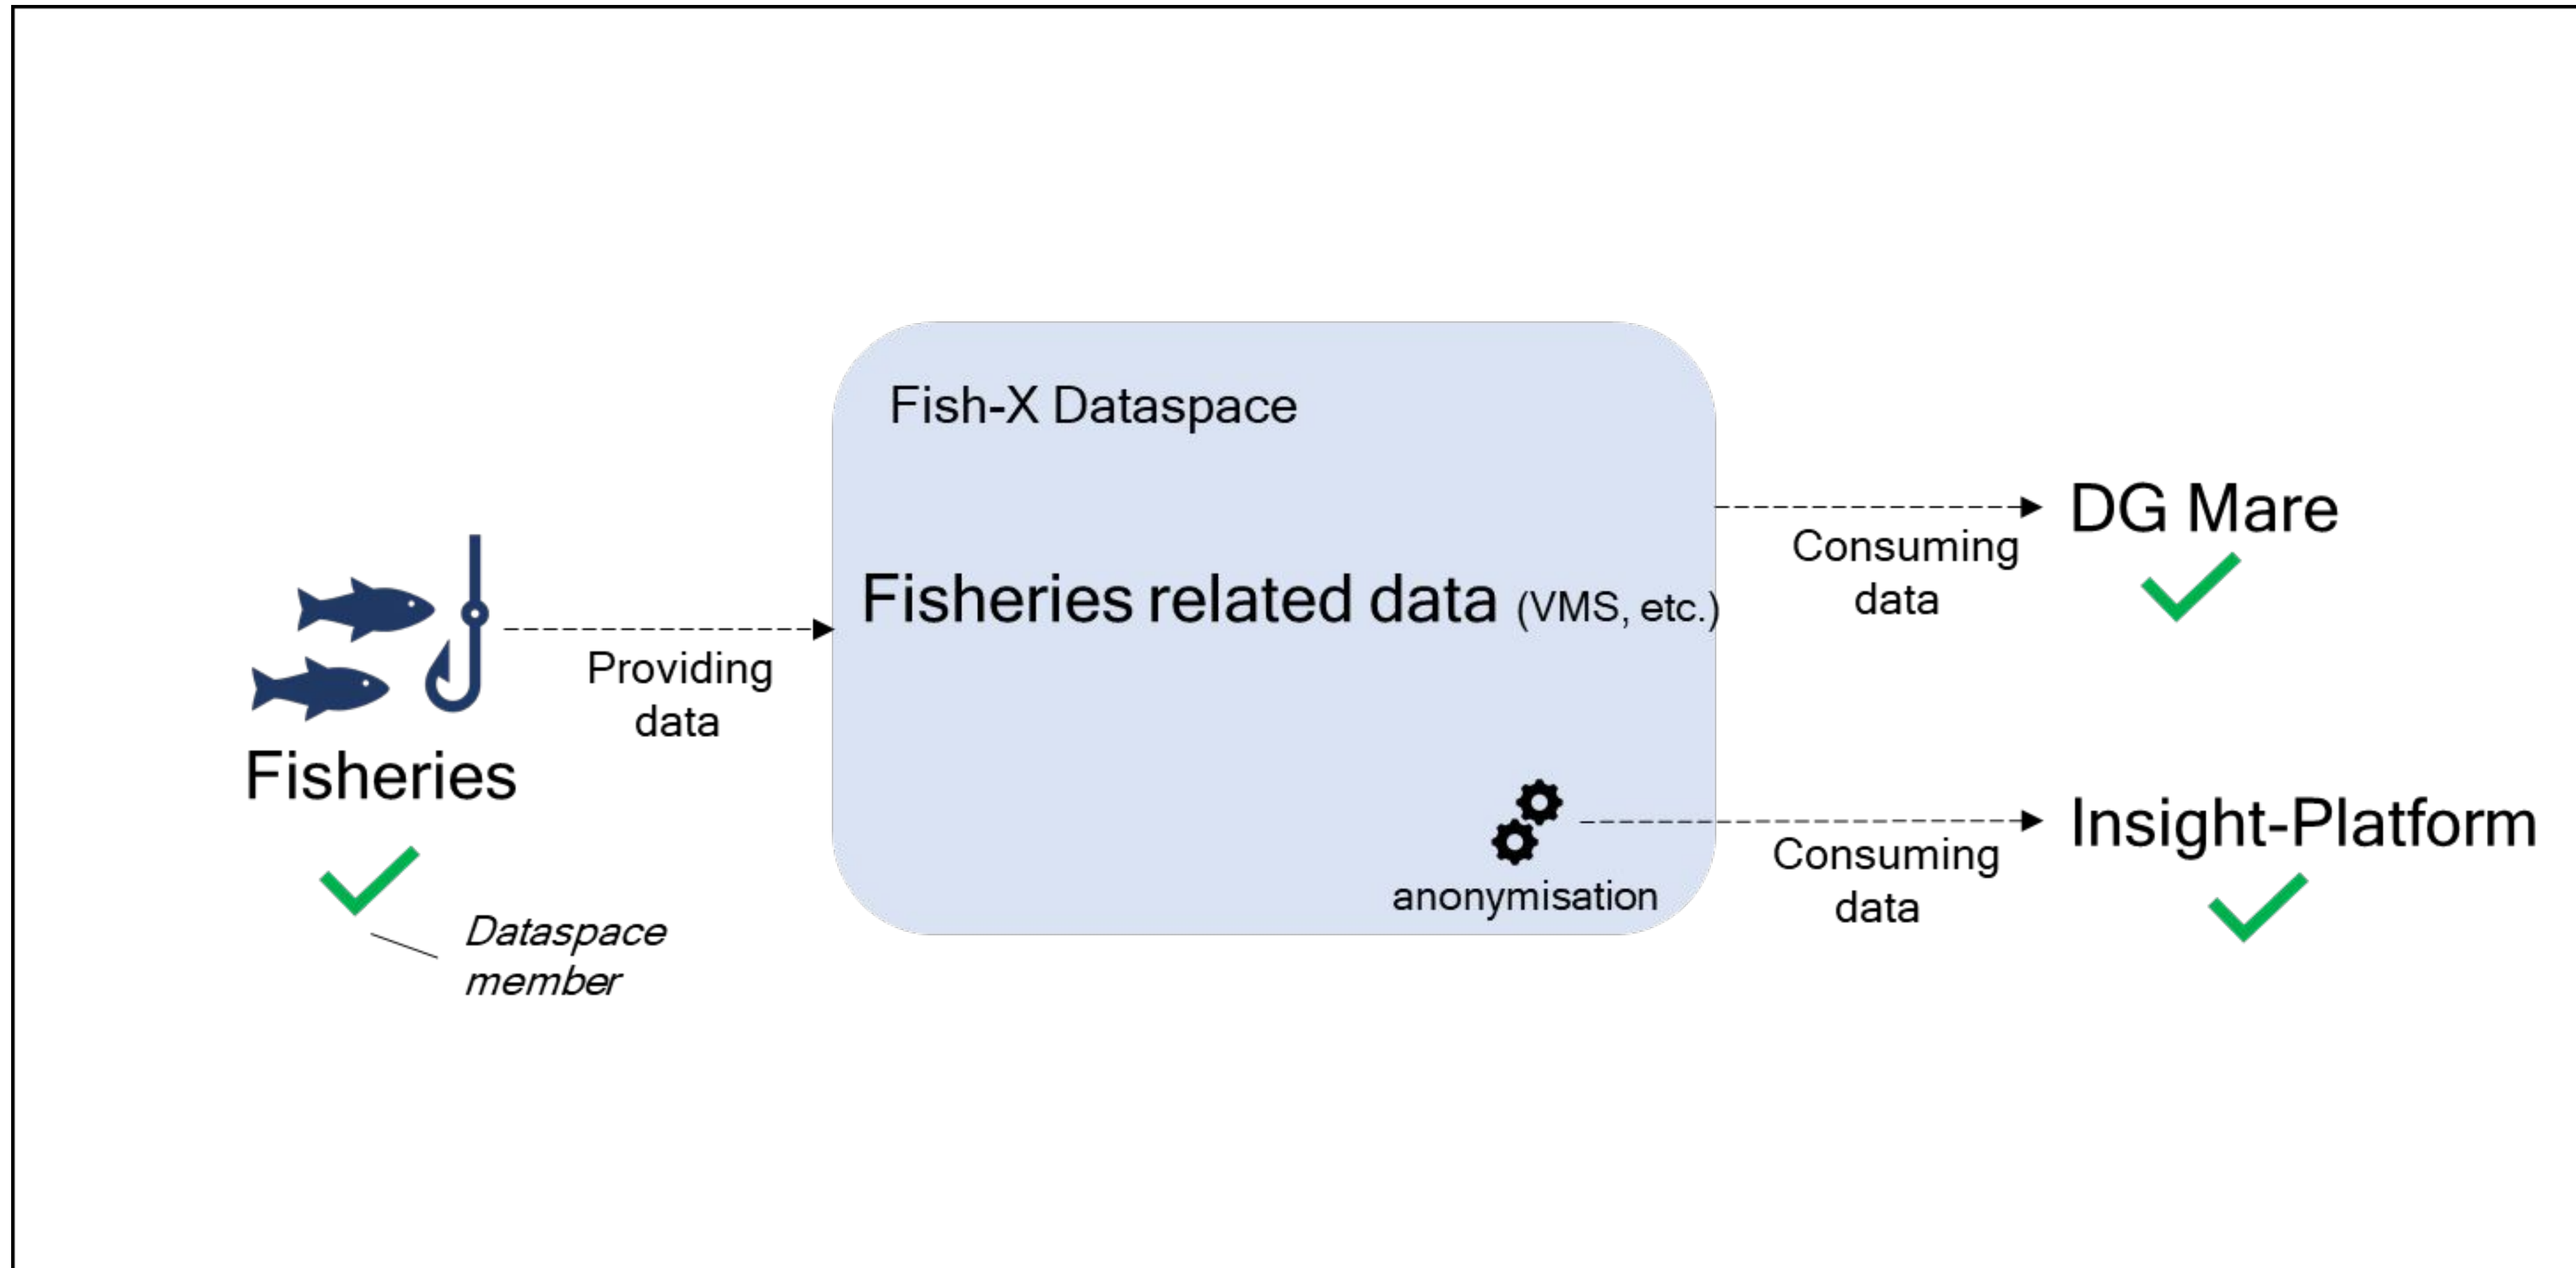 Fish-X Dataspace
Fisheries related data (VMS, etc.)
Providing
data
Fisheries
Dataspace
member
anonymisation
Consuming
data
DG Mare
Consuming
data
Insight-Platform